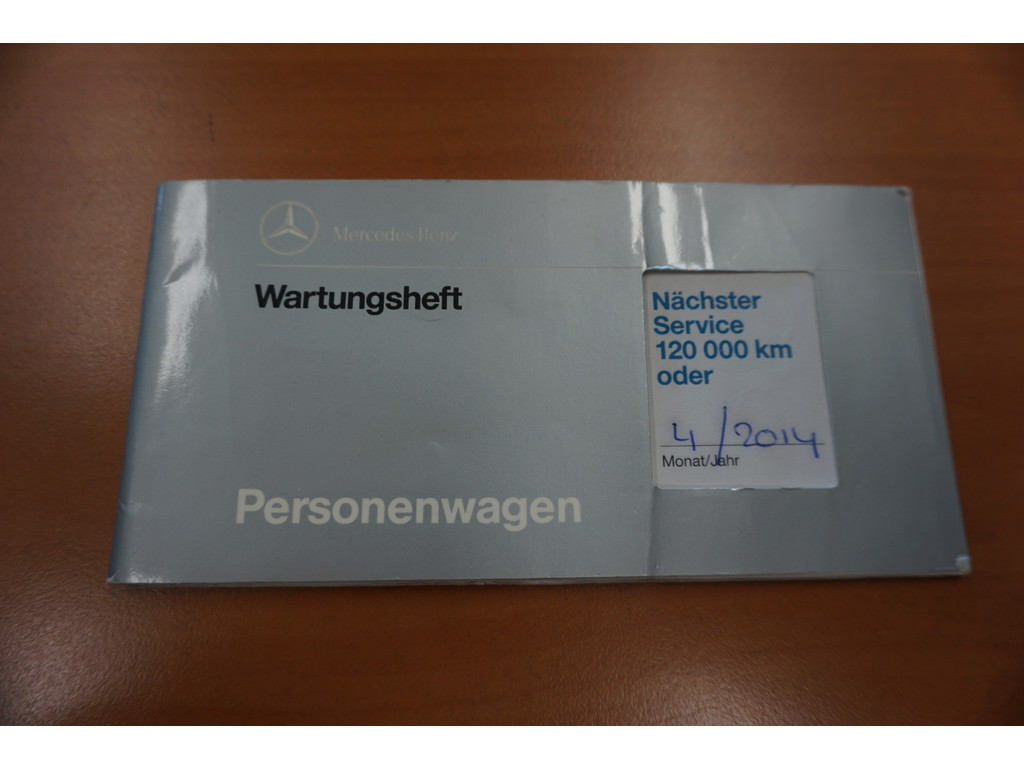 Mercedes-Benz
Wartungsheft
Nächster
Service
120 000 km
oder
4/2014
Monat/Jahr
Personenwagen